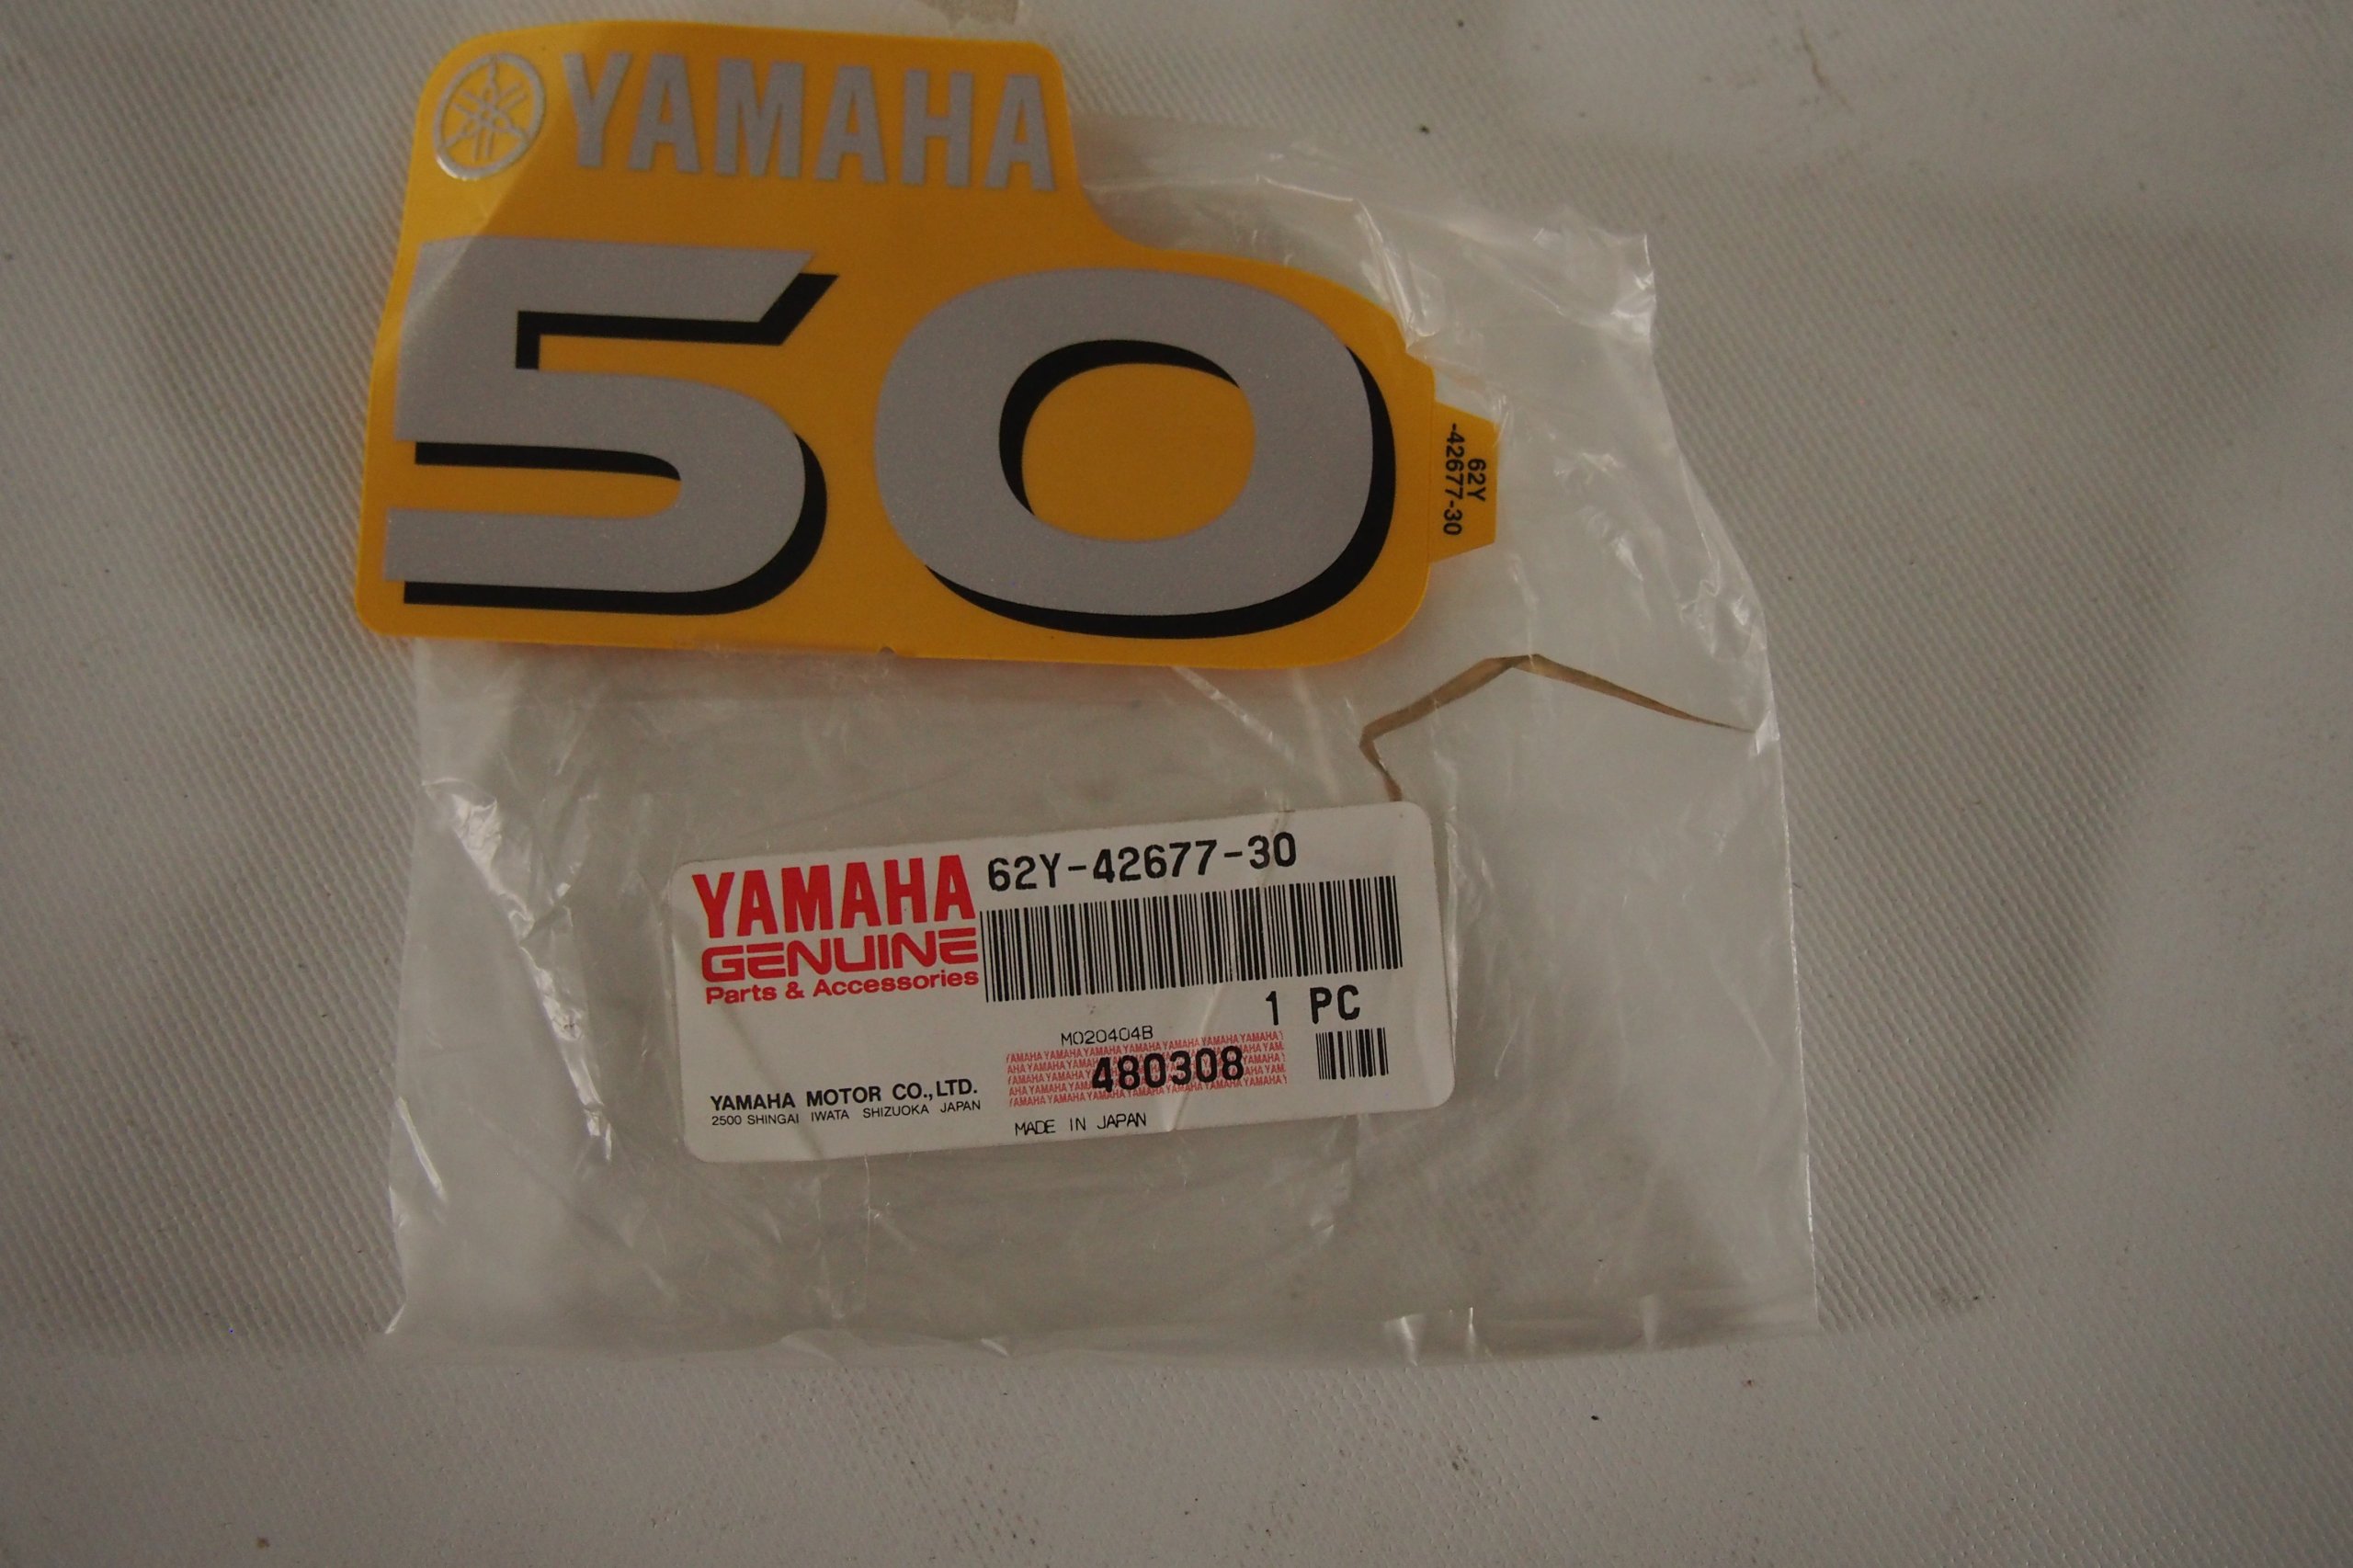 YAMAHA
50
62Y
-42677-30
YAMAHA
GENUINE
Parts & Accessories
62Y-42677-30
1 PC
M020404B
480308
YAMAHA MOTOR CO.,LTD.
2500 SHINGAI IWATA SHIZUOKA JAPAN
MADE IN JAPAN